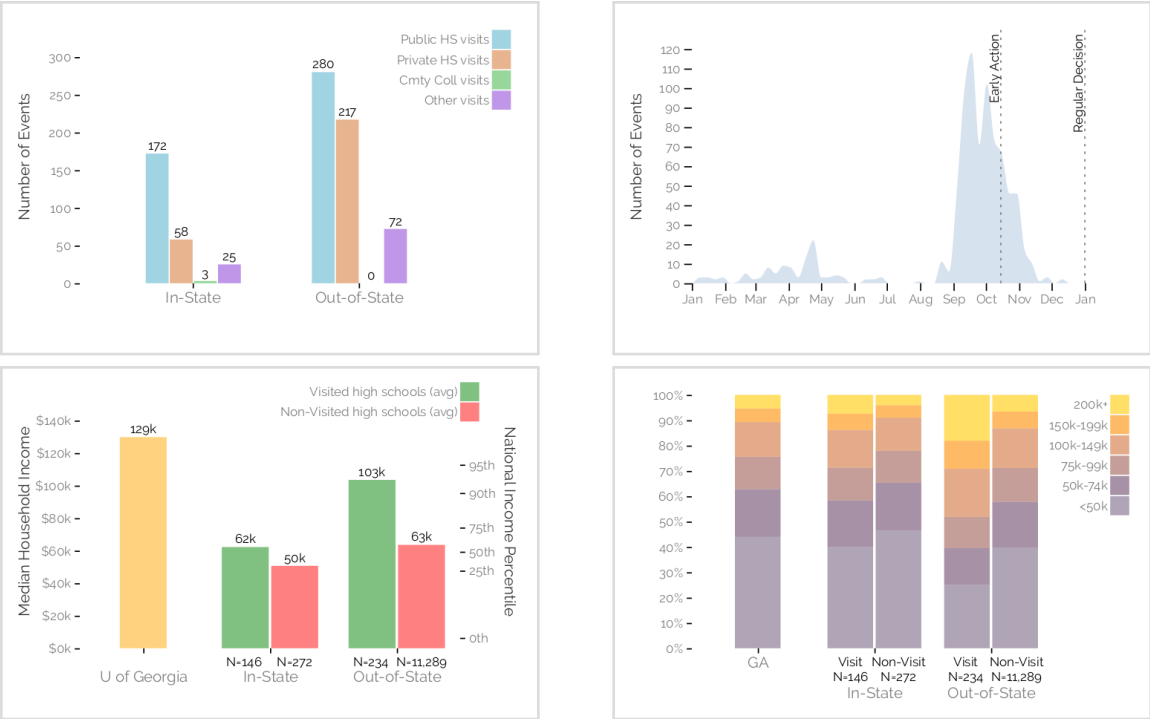 Public HS visits
Private HS visits
Cmty Coll visits
Other visits
Number of Events
300
250
200
150
100
50
0
172
58
3
25
280
217
0
72
In-State
Out-of-State
Number of Events
120
110
100
90
80
70
60
50
40
30
20
10
0
Early Action
Regular Decision
Jan Feb Mar Apr May Jun Jul Aug Sep Oct Nov Dec Jan
Visited high schools (avg)
Non-Visited high schools (avg)
Median Household Income
$140k
$120k
$100k
$80k
$60k
$40k
$20k
$0k
129k
62k
50k
103k
63k
National Income Percentile
95th
90th
75th
50th
25th
0th
N=146 N=272 N=234 N=11,289
U of Georgia In-State Out-of-State
100%
90%
80%
70%
60%
50%
40%
30%
20%
10%
0%
200k+
150k-199k
100k-149k
75k-99k
50k-74k
<50k
GA Visit Non-Visit Visit Non-Visit
N=146 N=272 N=234 N=11,289
In-State Out-of-State